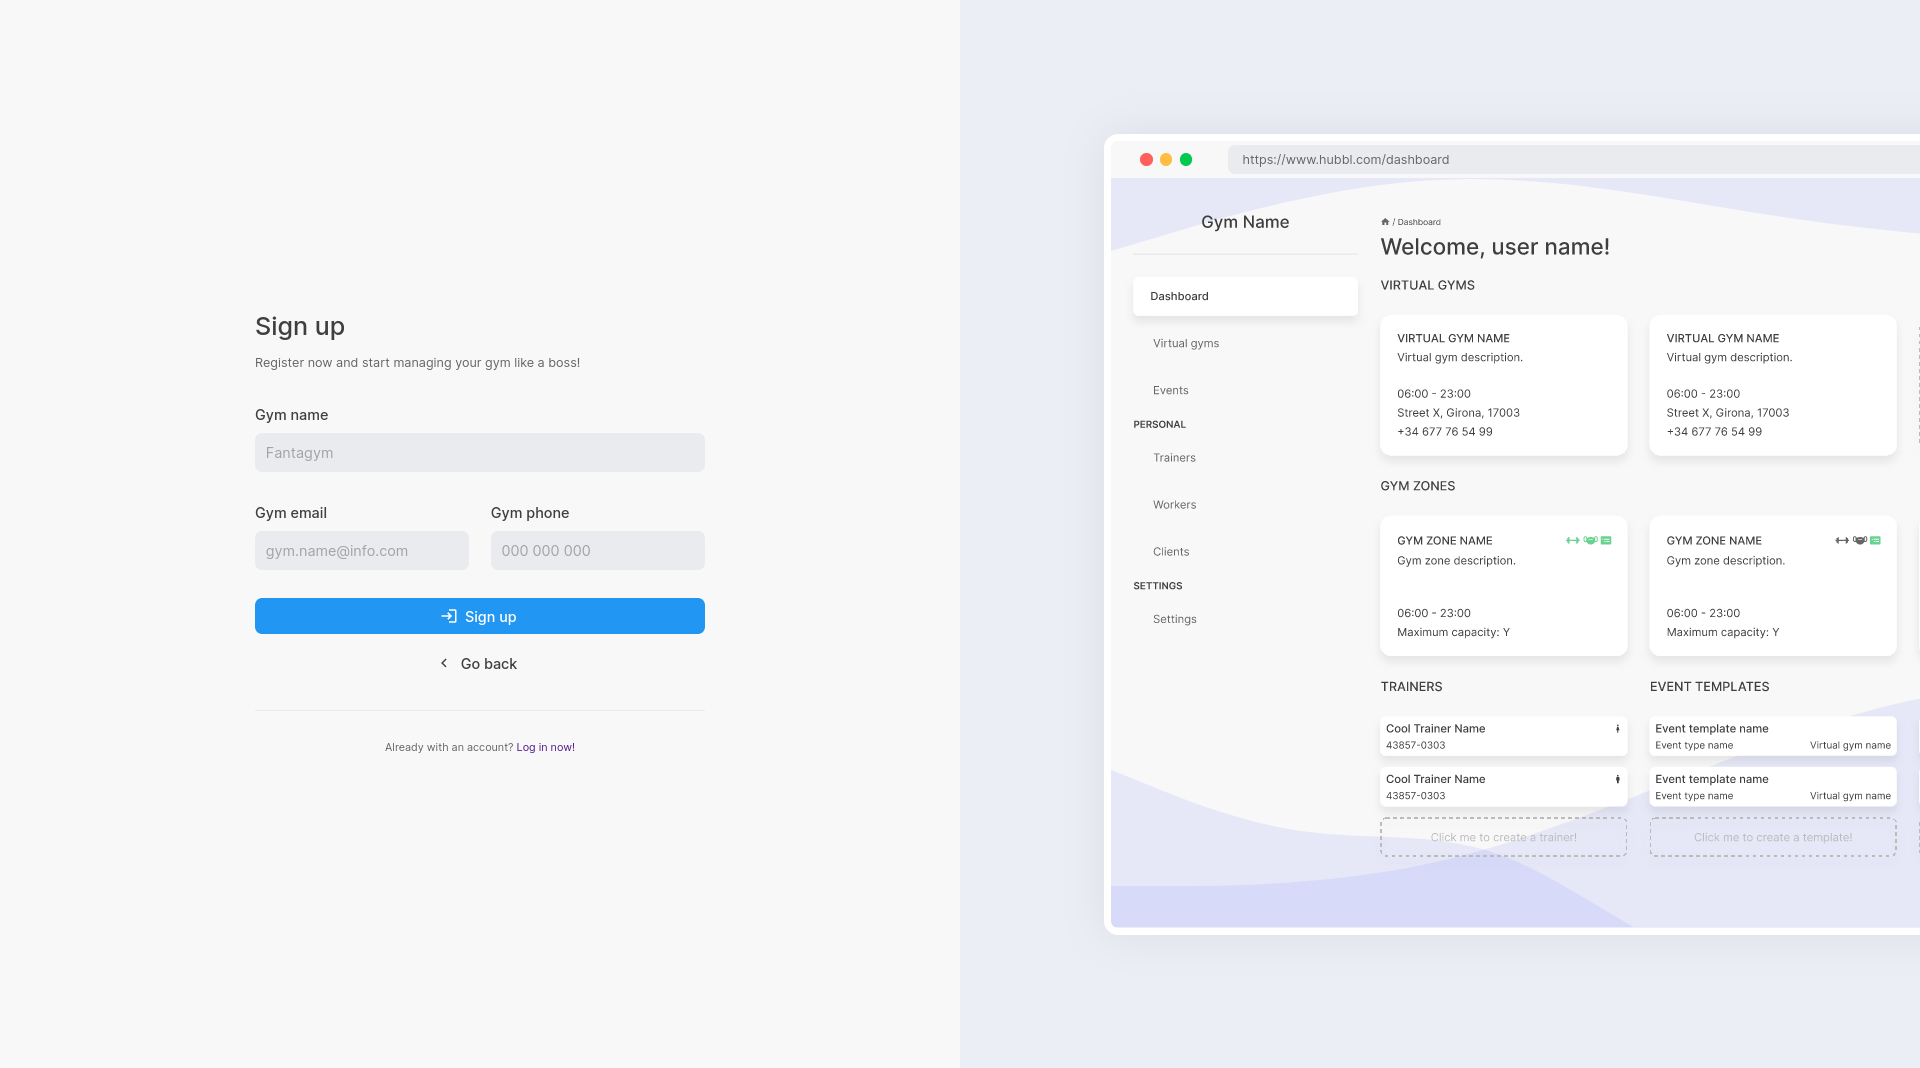 Sign up
Register now and start managing your gym like a boss!
Gym name
Fantagym
Gym email
Gym phone
gym.name@info.com
000 000 000
Sign up
Go back
Already with an account? Log in now!
https://www.hubbl.com/dashboard
Gym Name
Dashboard
Virtual gyms
Events
PERSONAL
Trainers
Workers
Clients
SETTINGS
Settings
/ Dashboard
Welcome, user name!
VIRTUAL GYMS
VIRTUAL GYM NAME
Virtual gym description.
06:00 - 23:00
Street X, Girona, 17003
+34 677 76 54 99
VIRTUAL GYM NAME
Virtual gym description.
06:00 - 23:00
Street X, Girona, 17003
+34 677 76 54 99
GYM ZONES
GYM ZONE NAME
Gym zone description.
06:00 - 23:00
Maximum capacity: Y
GYM ZONE NAME
Gym zone description.
06:00 - 23:00
Maximum capacity: Y
TRAINERS
Cool Trainer Name
43857-0303
Cool Trainer Name
43857-0303
Click me to create a trainer!
EVENT TEMPLATES
Event template name
Event type name Virtual gym name
Event template name
Event type name Virtual gym name
Click me to create a template!